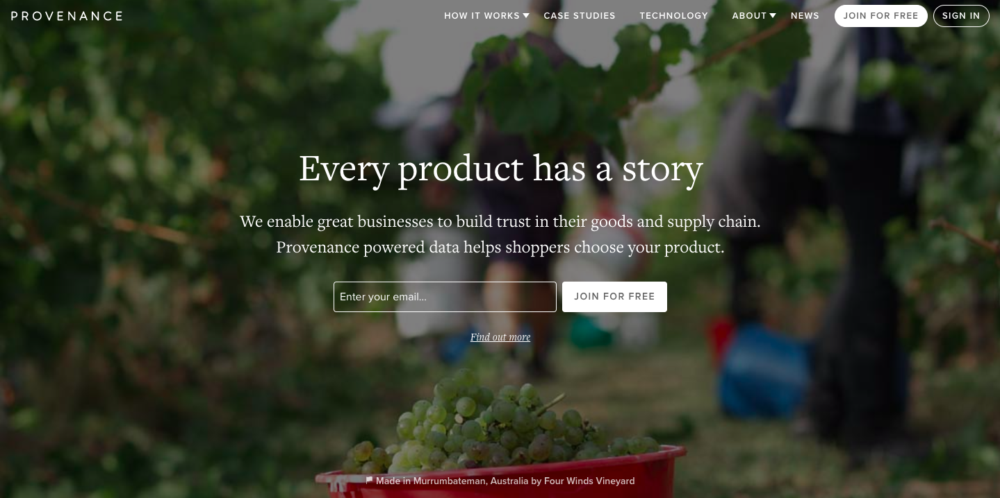 PROVENANCE
HOW IT WORKS
CASE STUDIES
TECHNOLOGY
ABOUT
NEWS
JOIN FOR FREE
SIGN IN
Every product has a story
We enable great businesses to build trust in their goods and supply chain.
Provenance powered data helps shoppers choose your product.
Enter your email...
JOIN FOR FREE
Find out more
Made in Murrumbateman, Australia by Four Winds Vineyard